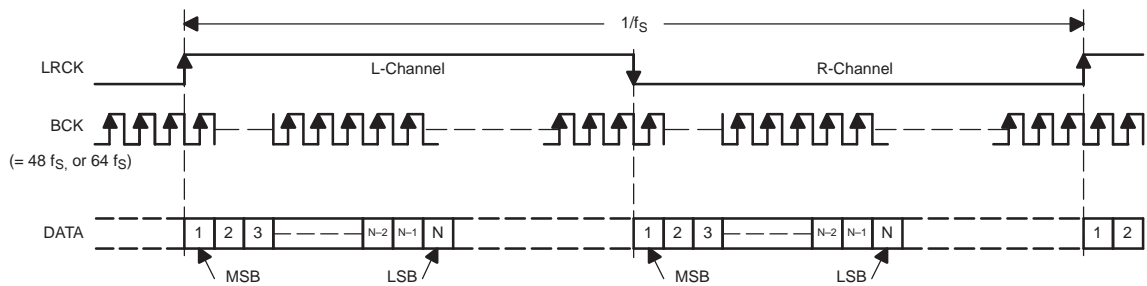 1/fS
LRCK L-Channel R-Channel
BCK
(= 48 fS, or 64 fS)
DATA 1 2 3 N–2 N–1 N 1 2 3 N–2 N–1 N 1 2
MSB LSB MSB LSB